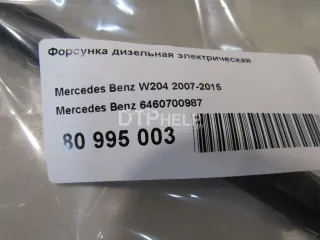 Форсунка дизельная электрическая
Mercedes Benz W204 2007-2015
Mercedes Benz 6460700987
DTPhELP
80 995 003